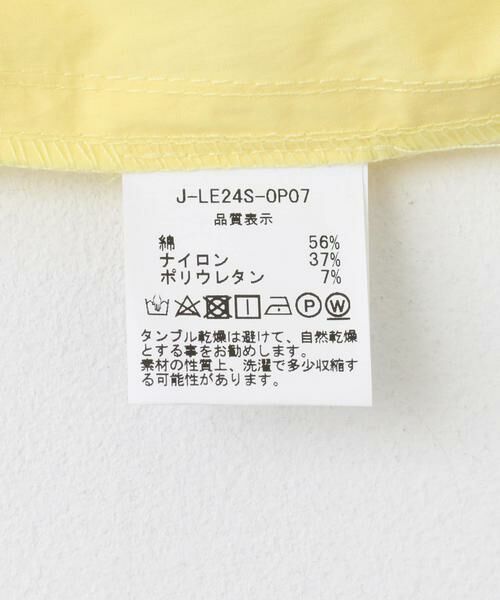 J-LE24S-OP07
品質表示
綿 56%
ナイロン 37%
ポリウレタン 7%
P W
タンブル乾燥は避けて、自然乾燥
とする事をお勧めします。
素材の性質上、洗濯で多少収縮す
る可能性があります。